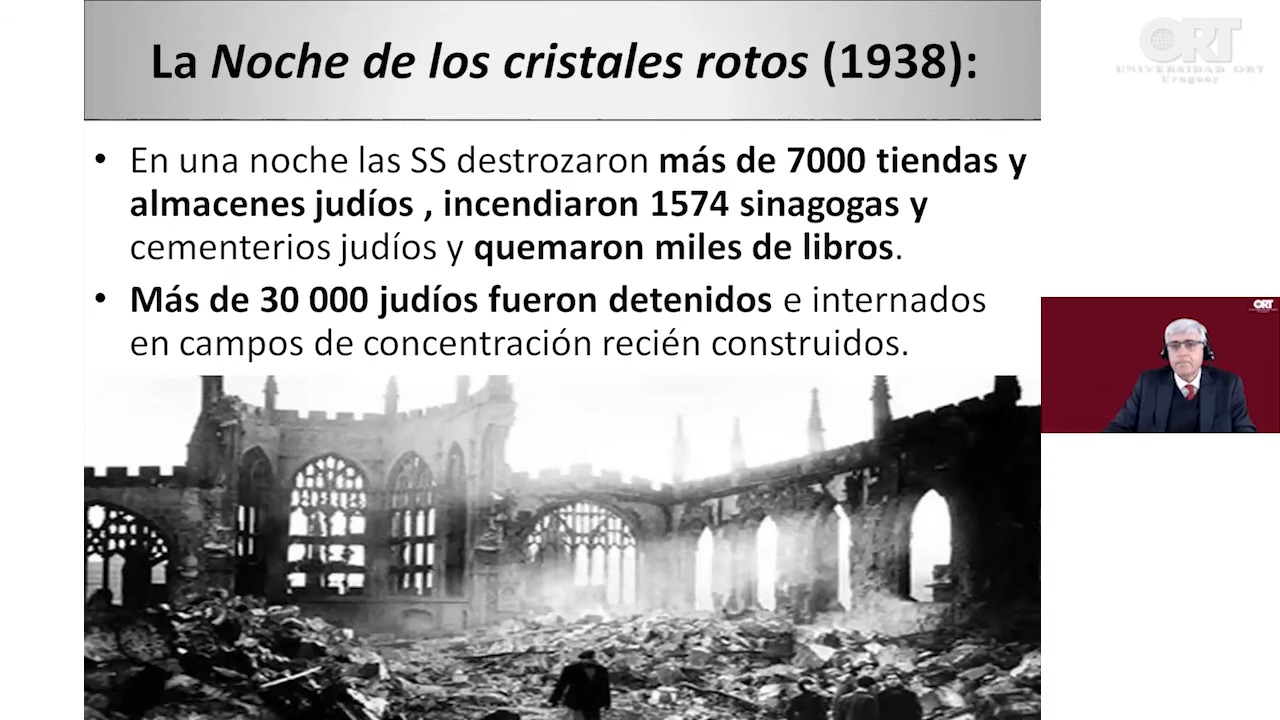 La Noche de los cristales rotos (1938):
ORT
UNIVERSIDAD ORT
Uruguay
• En una noche las SS destrozaron más de 7000 tiendas y
almacenes judíos , incendiaron 1574 sinagogas y
cementerios judíos y quemaron miles de libros.
• Más de 30 000 judíos fueron detenidos e internados
en campos de concentración recién construidos.
ORT